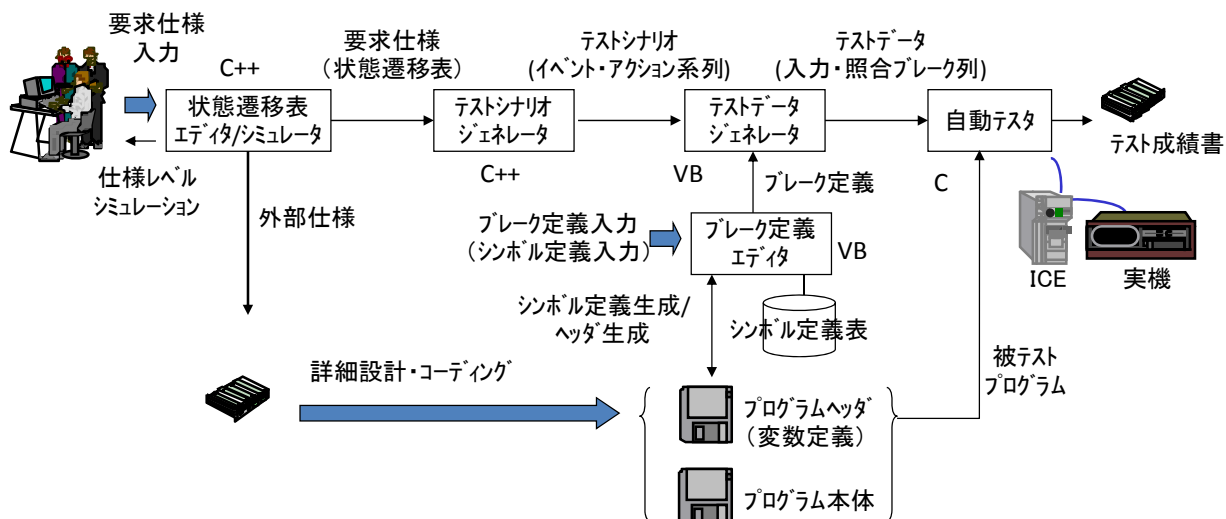 要求仕様
入力
C++
状態遷移表
ｴﾃﾞｨﾀ/ｼﾐｭﾚｰﾀ
仕様ﾚﾍﾞﾙ
ｼﾐｭﾚｰｼｮﾝ
要求仕様
（状態遷移表）
ﾃｽﾄｼﾅﾘｵ
ｼﾞｪﾈﾚｰﾀ
C++
ﾃｽﾄｼﾅﾘｵ
(ｲﾍﾞﾝﾄ・ｱｸｼｮﾝ系列)
ﾃｽﾄﾃﾞｰﾀ
ｼﾞｪﾈﾚｰﾀ
VB
ﾃｽﾄﾃﾞｰﾀ
(入力・照合ﾌﾞﾚｰｸ列)
自動ﾃｽﾀ
C
ﾃｽﾄ成績書
ICE
実機
外部仕様
ﾌﾞﾚｰｸ定義
ﾌﾞﾚｰｸ定義入力
（ｼﾝﾎﾞﾙ定義入力）
ﾌﾞﾚｰｸ定義
ｴﾃﾞｨﾀ
VB
ｼﾝﾎﾞﾙ定義生成/
ﾍｯﾀﾞ生成
ｼﾝﾎﾞﾙ定義表
詳細設計・ｺｰﾃﾞｨﾝｸﾞ
ﾌﾟﾛｸﾞﾗﾑﾍｯﾀﾞ
（変数定義）
ﾌﾟﾛｸﾞﾗﾑ本体
被ﾃｽﾄ
ﾌﾟﾛｸﾞﾗﾑ